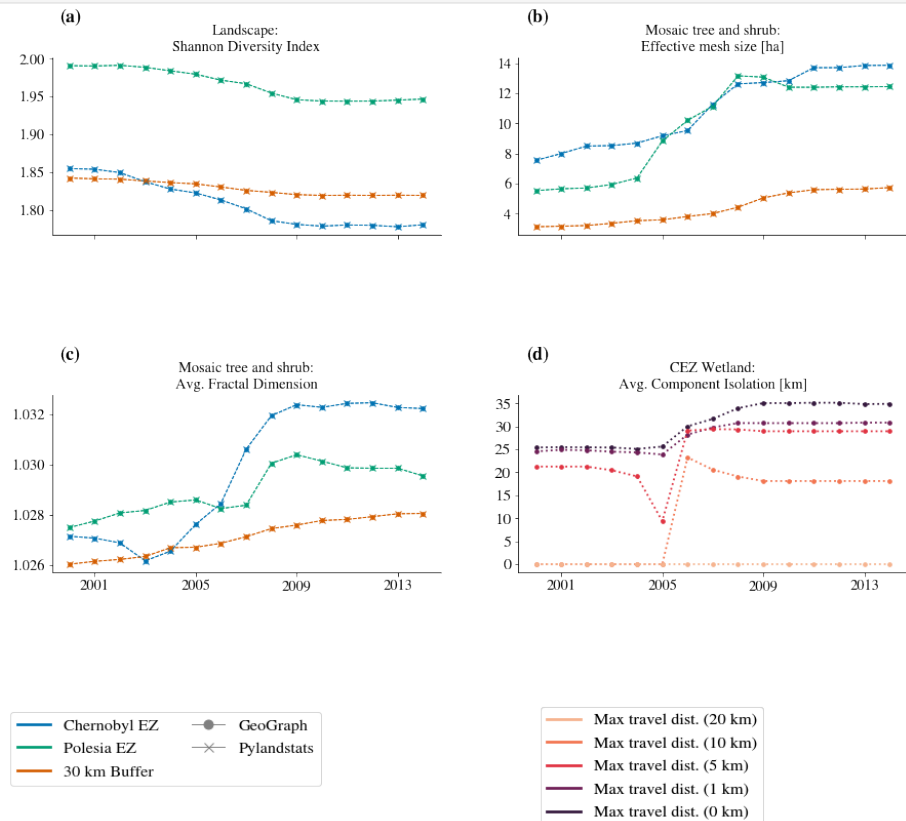 (a)
Landscape:
Shannon Diversity Index
2.00
1.95
1.90
1.85
1.80
(b)
Mosaic tree and shrub:
Effective mesh size [ha]
14
12
10
8
6
4
(c)
Mosaic tree and shrub:
Avg. Fractal Dimension
1.032
1.030
1.028
1.026
2001 2005 2009 2013
(d)
CEZ Wetland:
Avg. Component Isolation [km]
35
30
25
20
15
10
5
0
2001 2005 2009 2013
Chernobyl EZ
Polesia EZ
30 km Buffer
GeoGraph
Pylandstats
Max travel dist. (20 km)
Max travel dist. (10 km)
Max travel dist. (5 km)
Max travel dist. (1 km)
Max travel dist. (0 km)